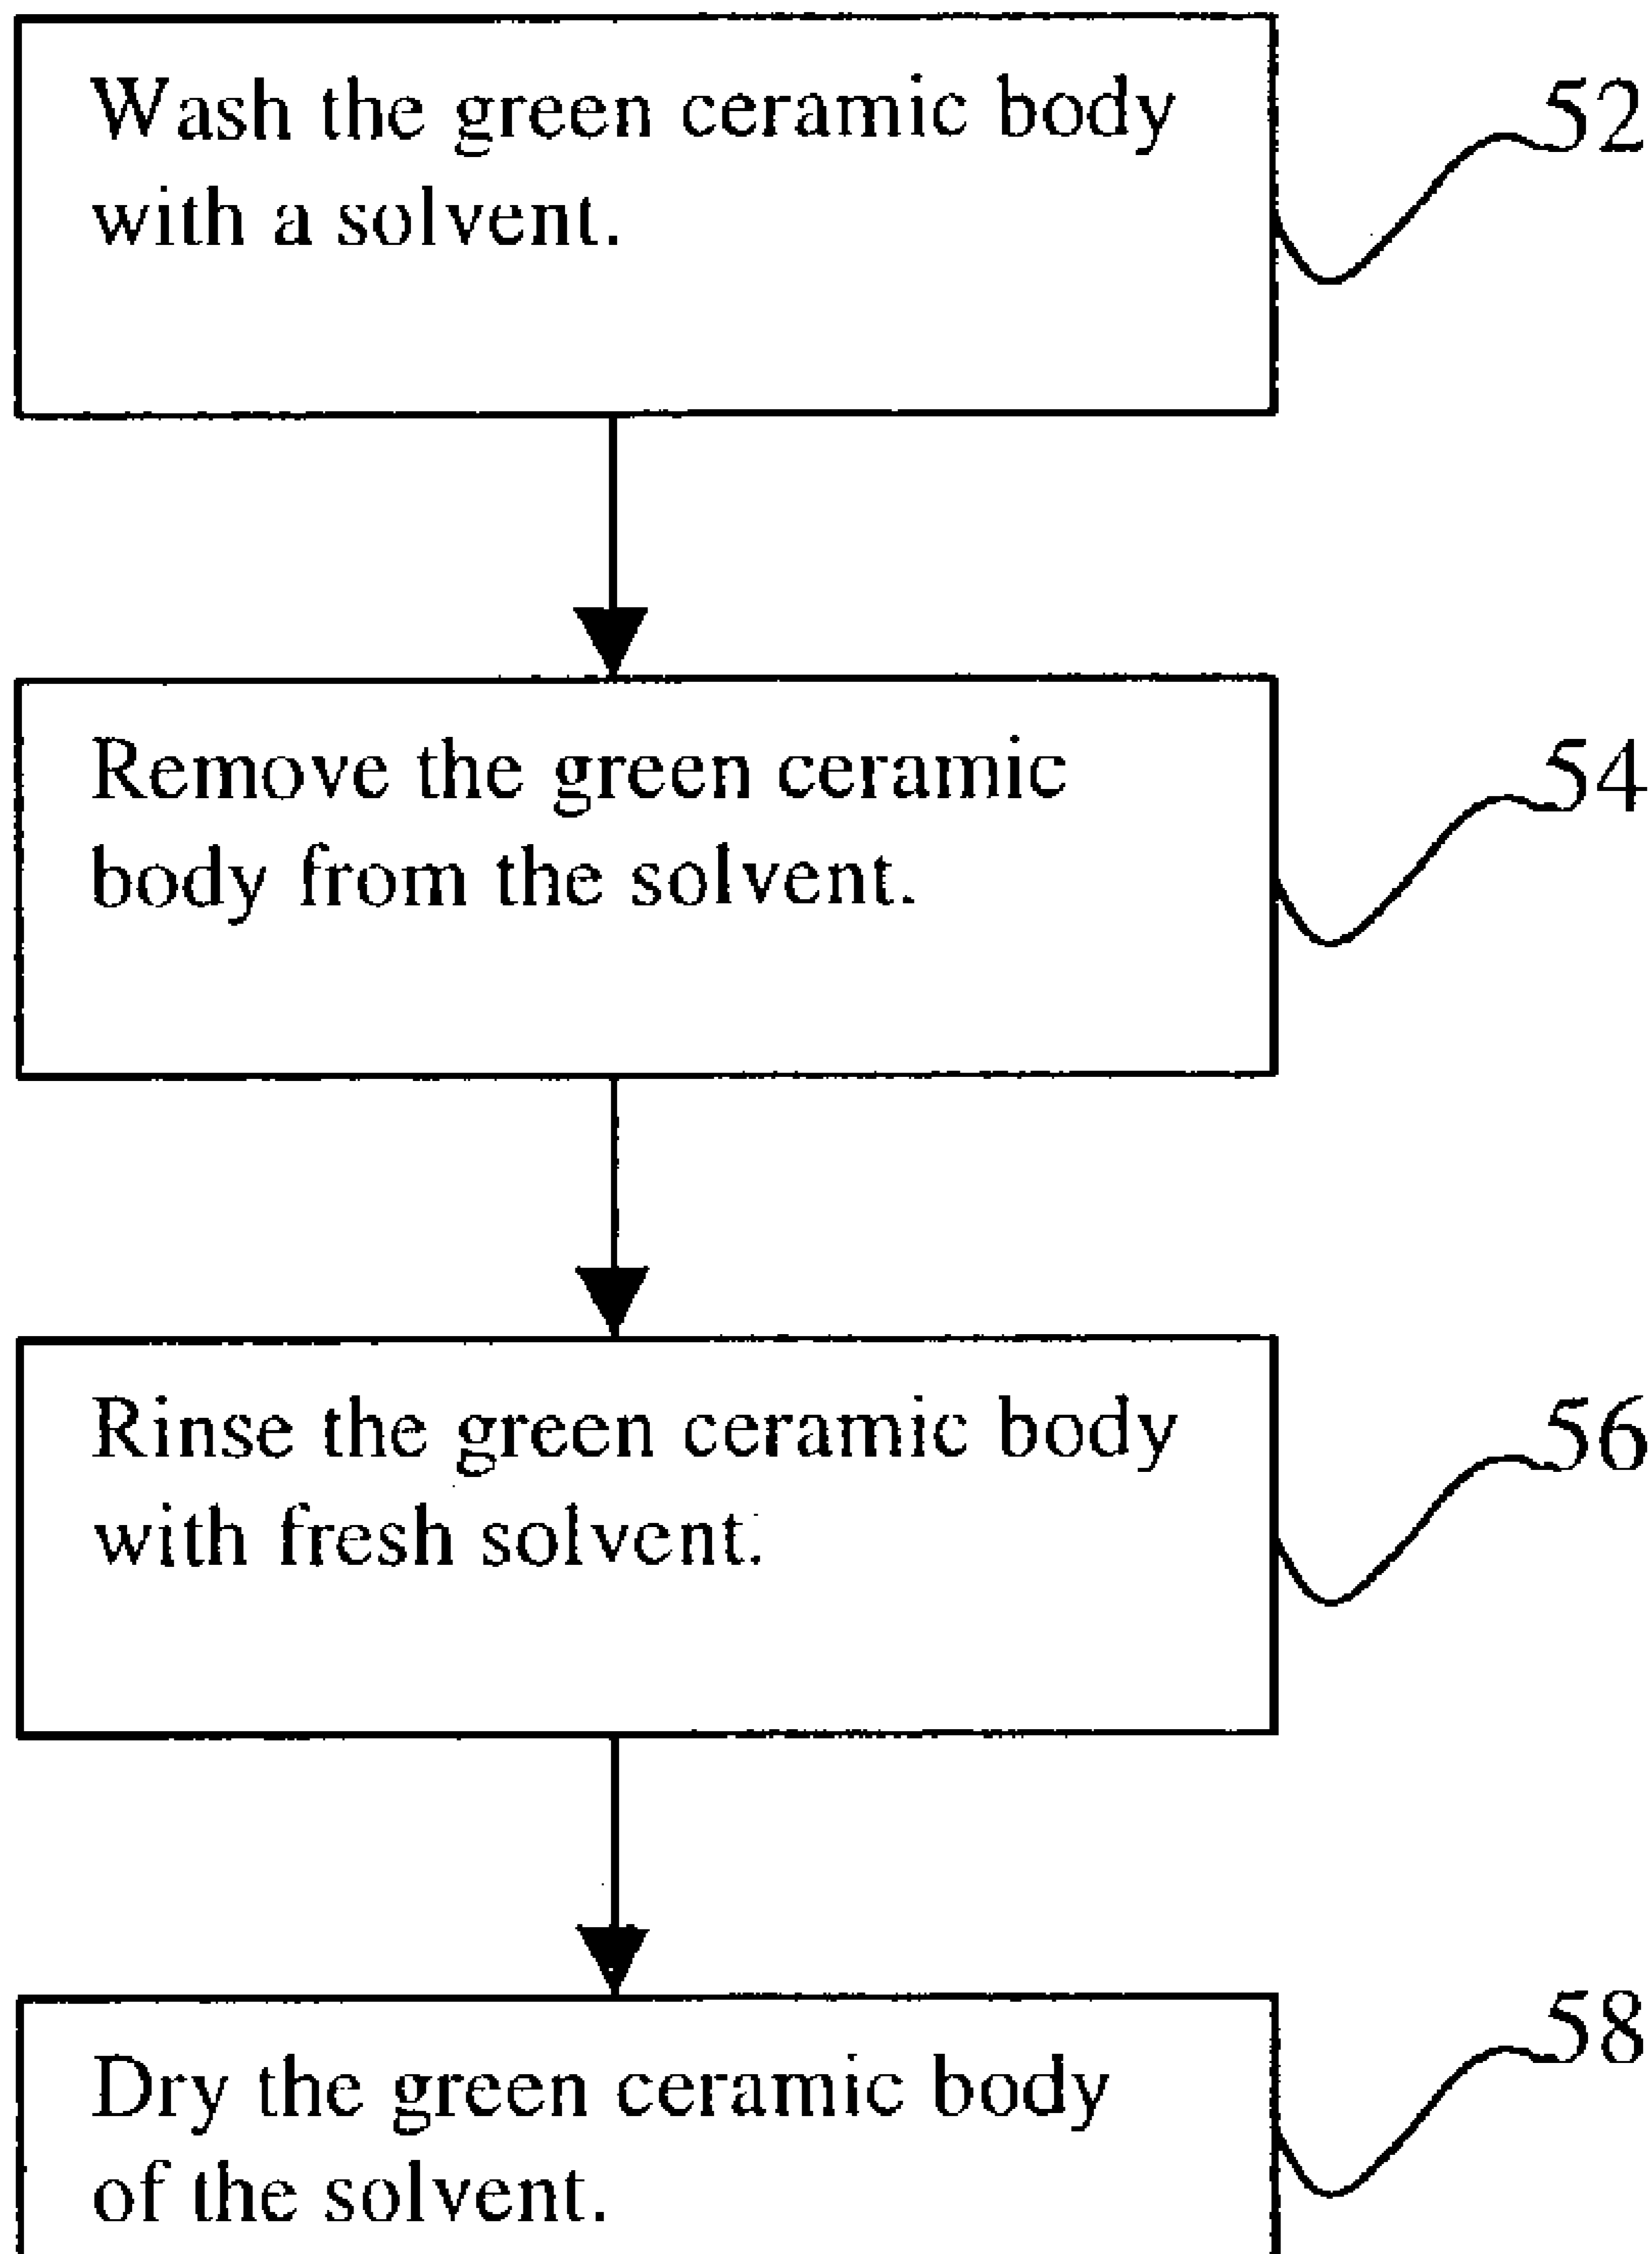 Wash the green ceramic body
with a solvent.
52
Remove the green ceramic
body from the solvent.
54
Rinse the green ceramic body
with fresh solvent.
56
Dry the green ceramic body
of the solvent.
58